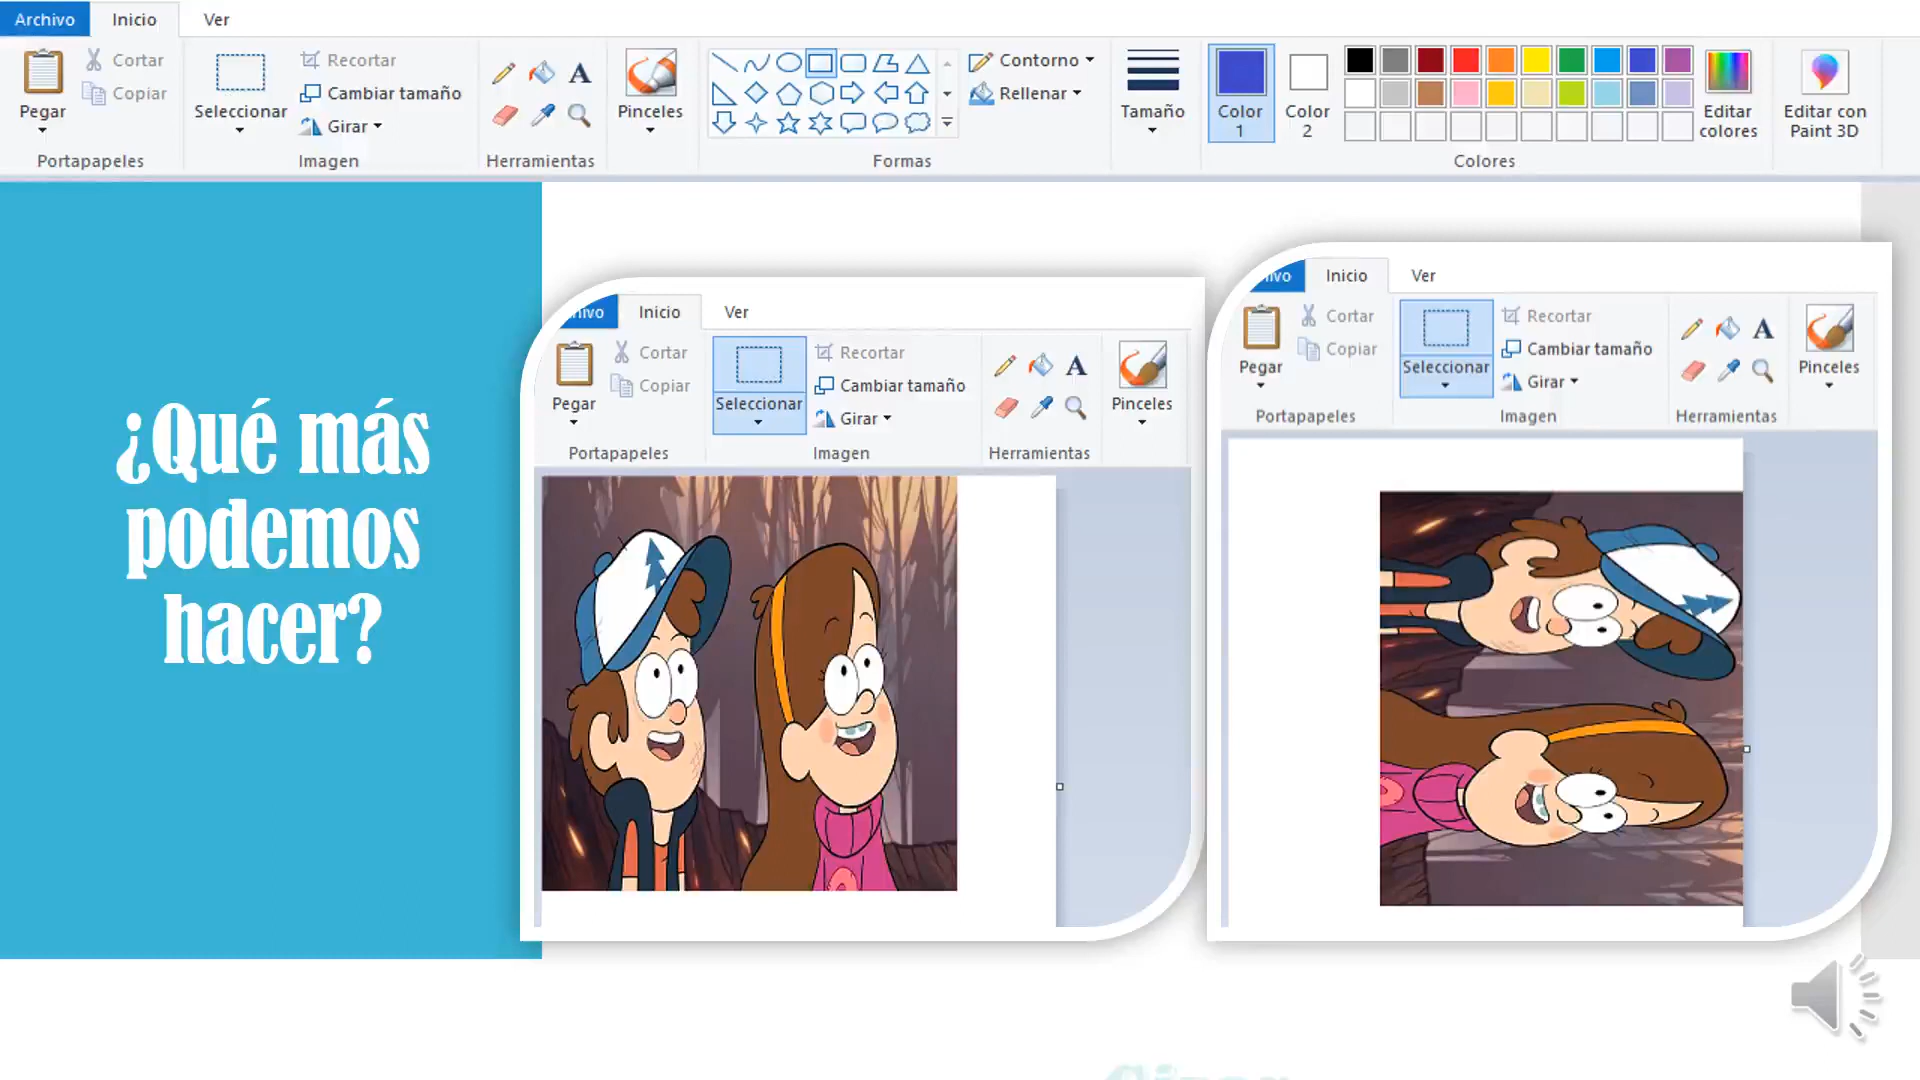 Archivo Inicio Ver
Pegar
Cortar
Copiar
Portapapeles
Seleccionar
Recortar
Cambiar tamaño
Girar
Imagen
A
Herramientas
Pinceles
Formas
Contorno
Rellenar
Tamaño
Color
1
Color
2
Editar
colores
Colores
Editar con
Paint 3D
¿Qué más
podemos
hacer?
Inicio Ver
Pegar
Cortar
Copiar
Portapapeles
Seleccionar
Recortar
Cambiar tamaño
Girar
Imagen
A
Herramientas
Pinceles
Inicio Ver
Pegar
Cortar
Copiar
Portapapeles
Seleccionar
Recortar
Cambiar tamaño
Girar
Imagen
A
Herramientas
Pinceles